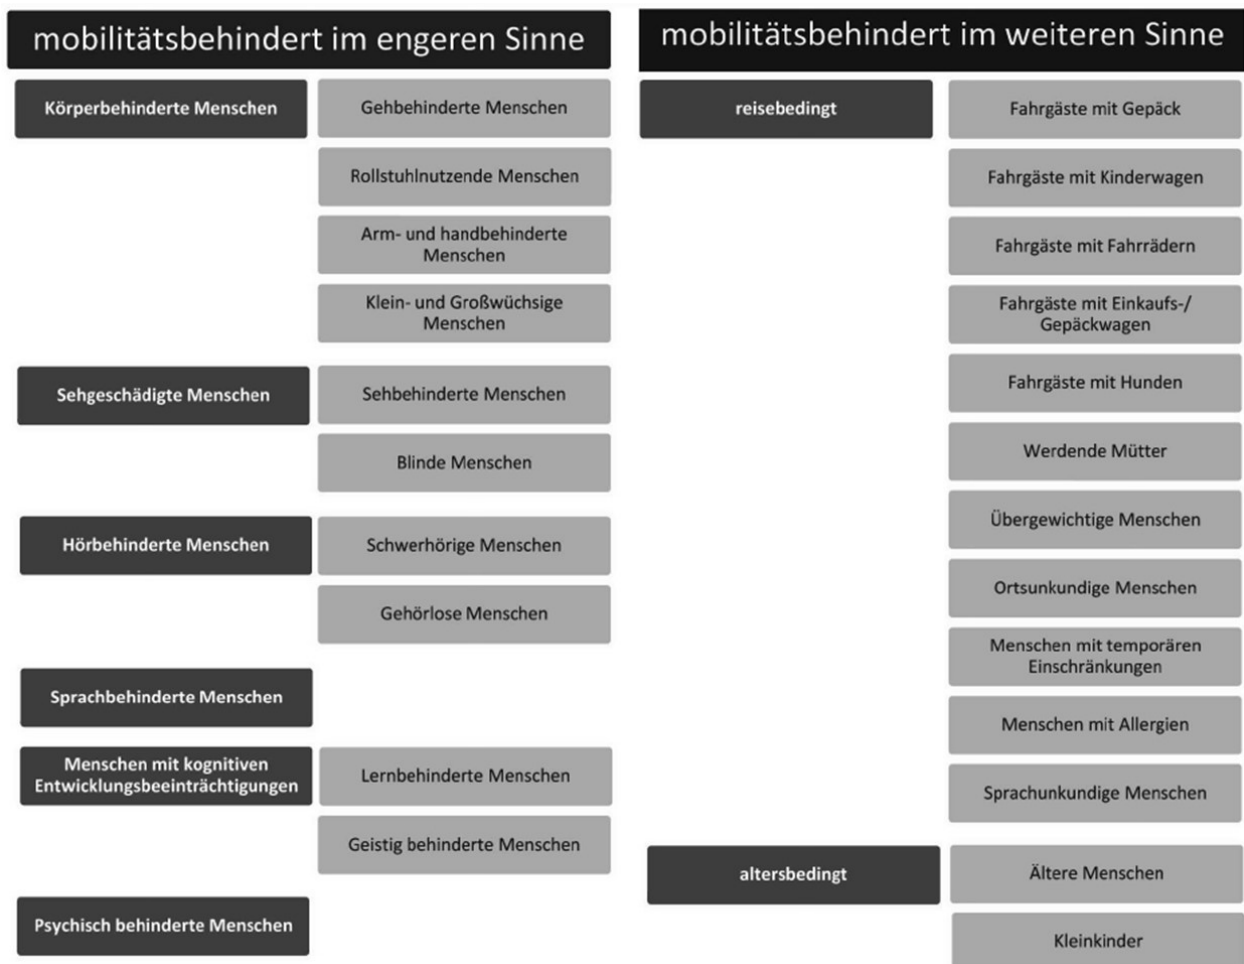 mobilitätsbehindert im engeren Sinne
Körperbehinderte Menschen
Gehbehinderte Menschen
Rollstuhlnutzende Menschen
Arm- und handbehinderte
Menschen
Klein- und Großwüchsige
Menschen
Sehgeschädigte Menschen
Sehbehinderte Menschen
Blinde Menschen
Hörbehinderte Menschen
Schwerhörige Menschen
Gehörlose Menschen
Sprachbehinderte Menschen
Menschen mit kognitiven
Entwicklungsbeeinträchtigungen
Lernbehinderte Menschen
Geistig behinderte Menschen
Psychisch behinderte Menschen
mobilitätsbehindert im weiteren Sinne
reisebedingt
Fahrgäste mit Gepäck
Fahrgäste mit Kinderwagen
Fahrgäste mit Fahrrädern
Fahrgäste mit Einkaufs-/
Gepäckwagen
Fahrgäste mit Hunden
Werdende Mütter
Übergewichtige Menschen
Ortsunkundige Menschen
Menschen mit temporären
Einschränkungen
Menschen mit Allergien
Sprachunkundige Menschen
altersbedingt
Ältere Menschen
Kleinkinder